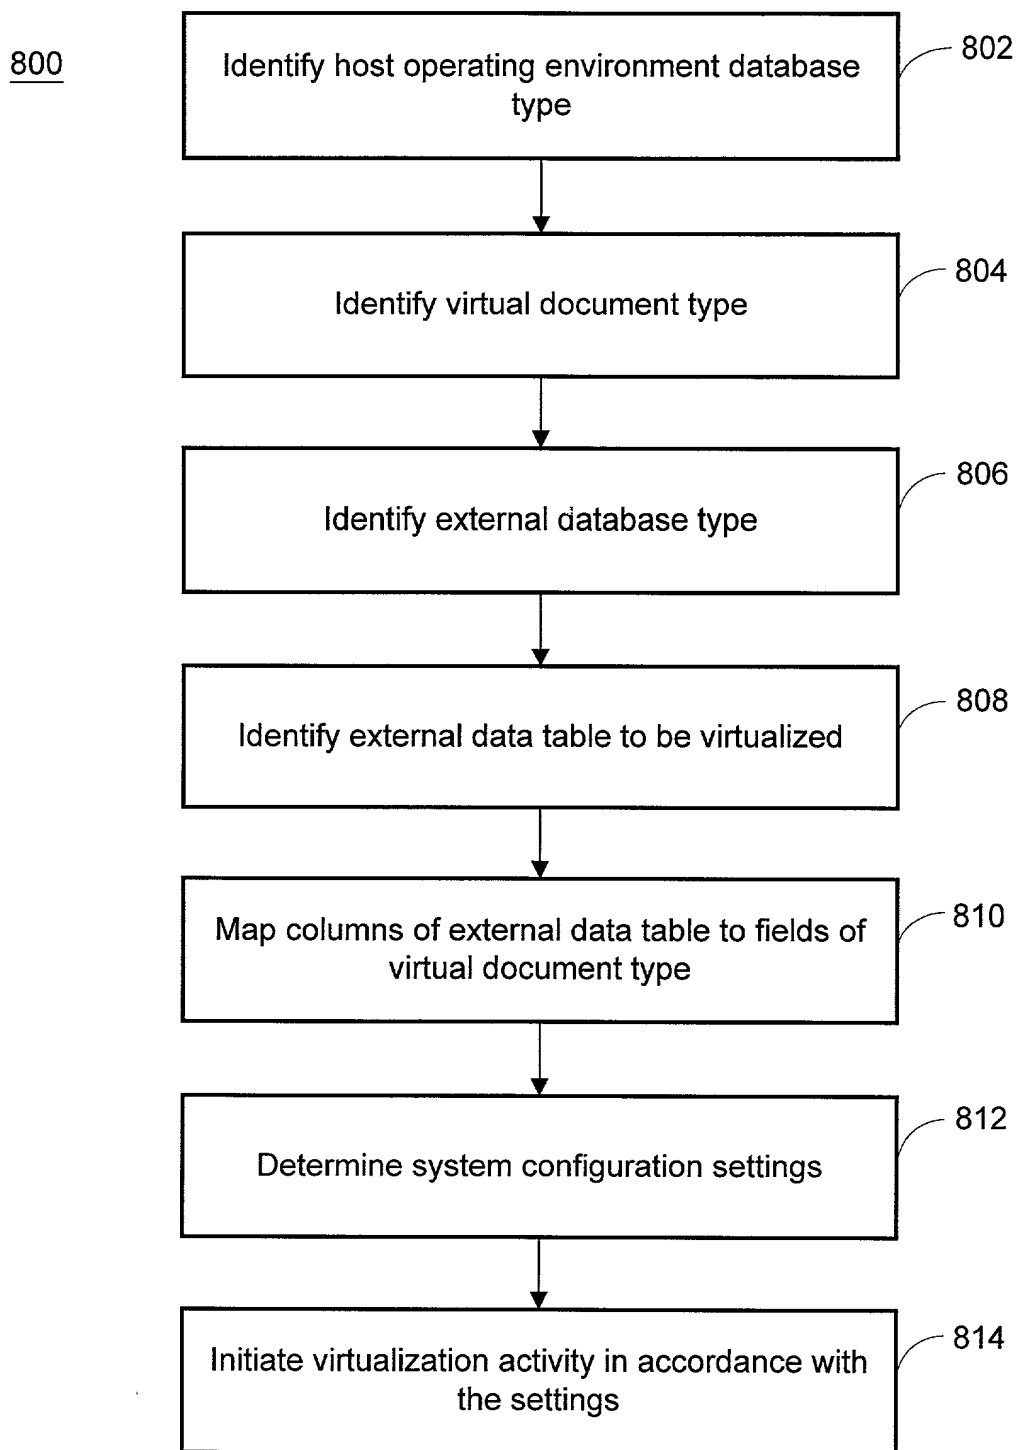 800
Identify host operating environment database
type
802
Identify virtual document type
804
Identify external database type
806
Identify external data table to be virtualized
808
Map columns of external data table to fields of
virtual document type
810
Determine system configuration settings
812
Initiate virtualization activity in accordance with
the settings
814